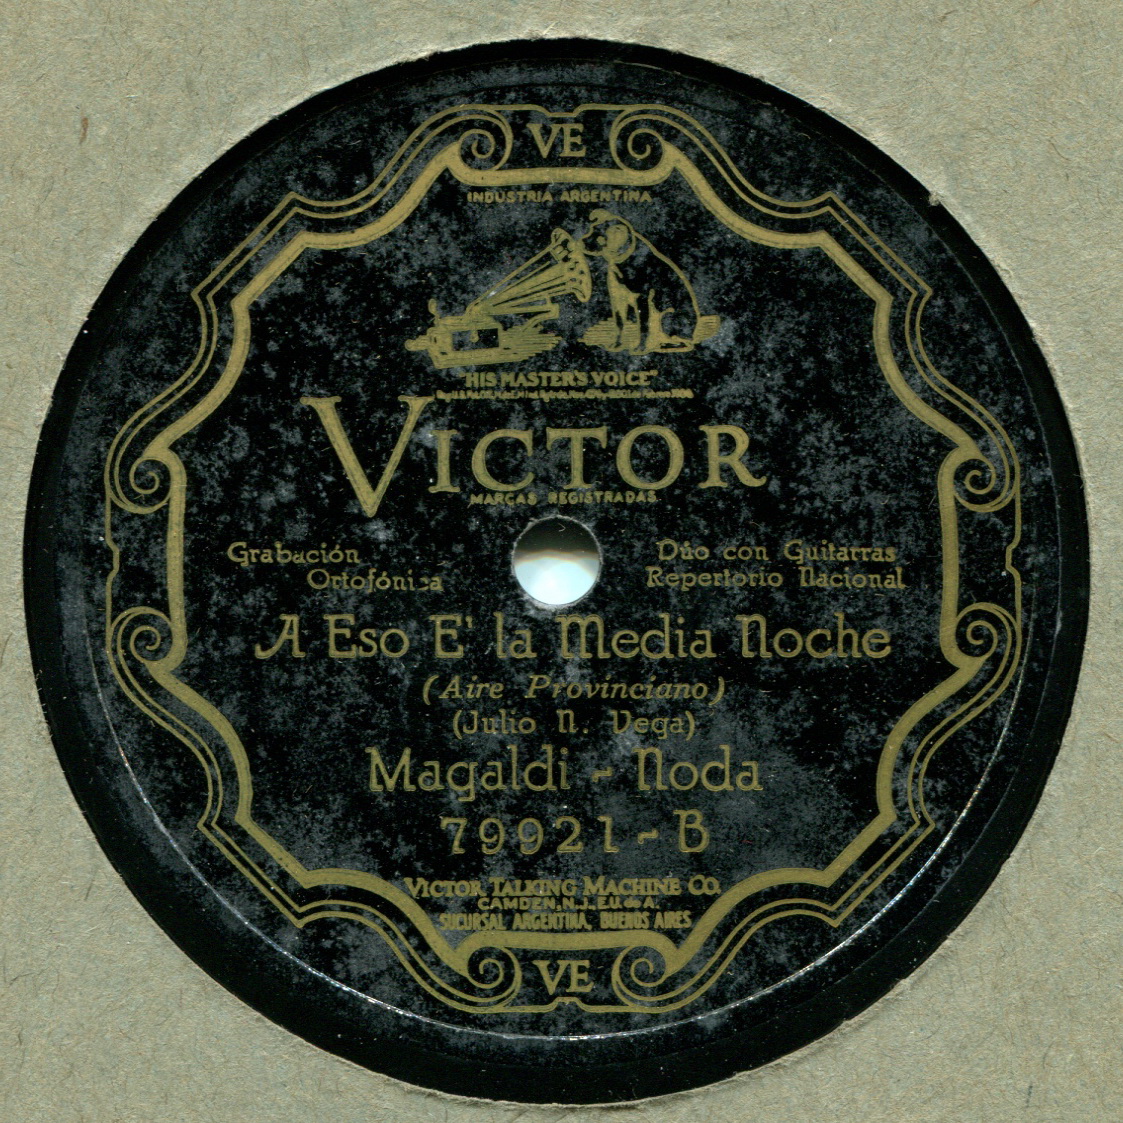 VE
INDUSTRIA ARGENTINA
"HIS MASTER'S VOICE"
VICTOR
MARCAS REGISTRADAS
Grabación
Ortofónica
Dúo con Guitarras
Repertorio Nacional
A Eso E' la Media Noche
(Aire Provinciano)
(Julio N. Vega)
Magaldi - Noda
79921-B
VICTOR TALKING MACHINE CO.
CAMDEN, N.J., E.U. de A.
SUCURSAL ARGENTINA, BUENOS AIRES
VE